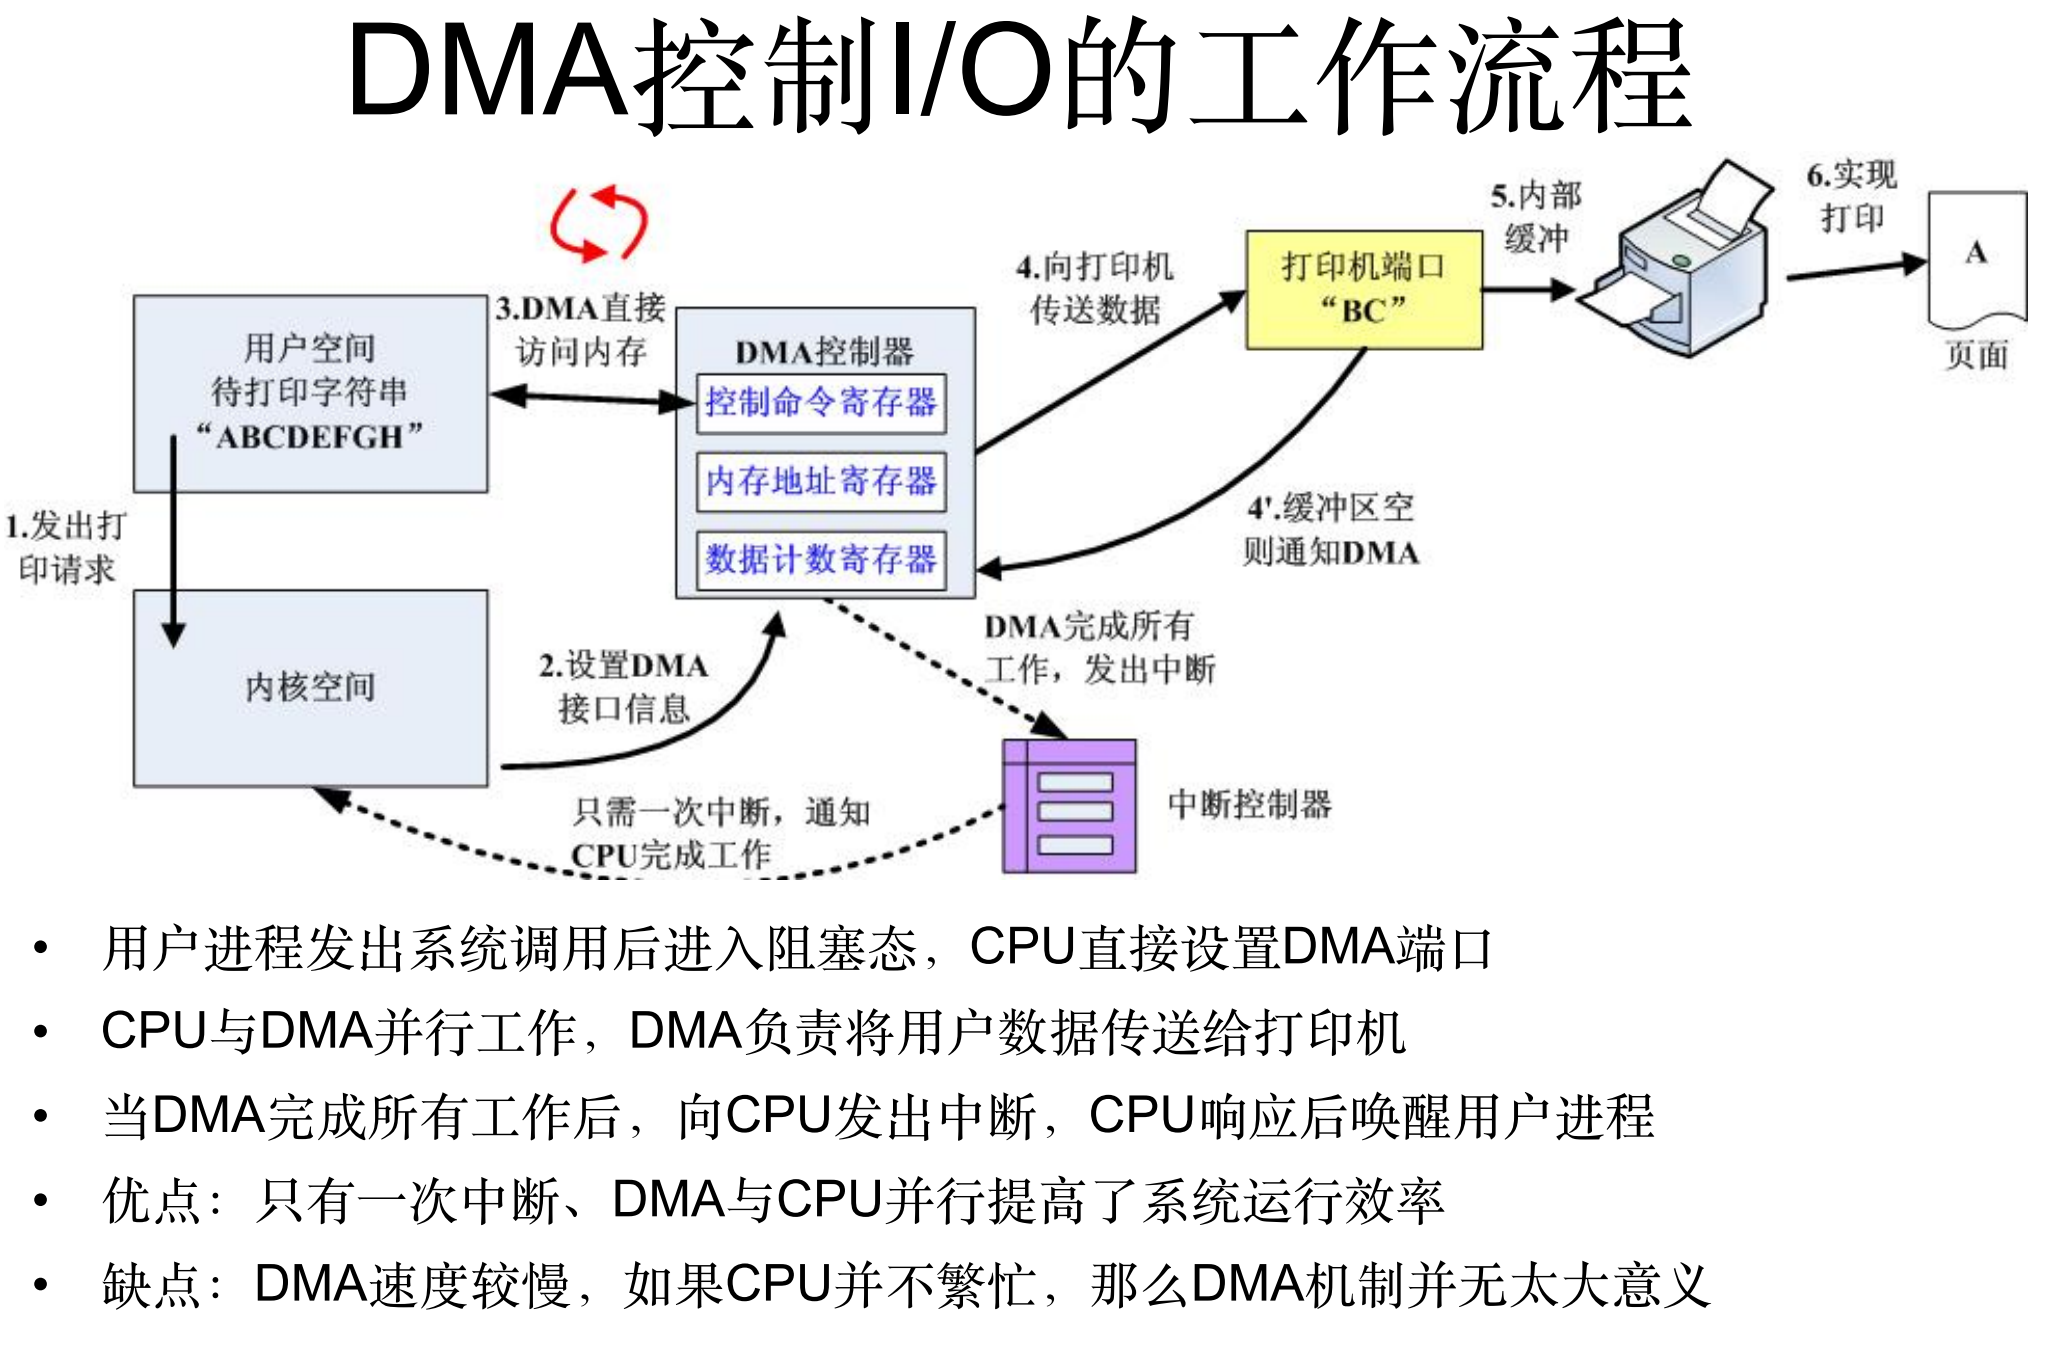 DMA控制I/O的工作流程
用户空间
待打印字符串
“ABCDEFGH”
1.发出打
印请求
内核空间
2.设置DMA
接口信息
3.DMA直接
访问内存
DMA控制器
控制命令寄存器
内存地址寄存器
数据计数寄存器
4.向打印机
传送数据
打印机端口
“BC”
4'.缓冲区空
则通知DMA
5.内部
缓冲
6.实现
打印
A
页面
DMA完成所有
工作，发出中断
中断控制器
只需一次中断，通知
CPU完成工作
• 用户进程发出系统调用后进入阻塞态，CPU直接设置DMA端口
• CPU与DMA并行工作，DMA负责将用户数据传送给打印机
• 当DMA完成所有工作后，向CPU发出中断，CPU响应后唤醒用户进程
• 优点：只有一次中断、DMA与CPU并行提高了系统运行效率
• 缺点：DMA速度较慢，如果CPU并不繁忙，那么DMA机制并无太大意义